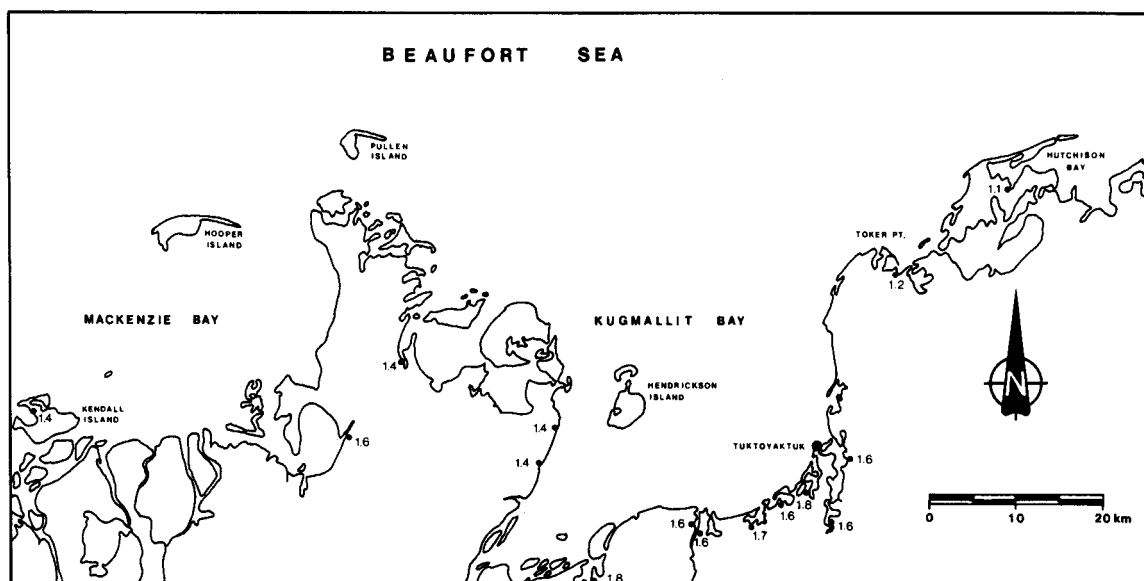 BEAUFORT SEA
PULLEN
ISLAND
HUTCHISON
BAY
1.1
HOOPER
ISLAND
TOKER PT.
1.2
MACKENZIE BAY
KUGMALLIT BAY
1.4
N
HENDRICKSON
ISLAND
KENDALL
ISLAND
1.4
1.4
1.6
TUKTOYAKTUK
1.6
1.4
1.8
1.6
0 10 20 km
1.6
1.6
1.7
1.6
1.8